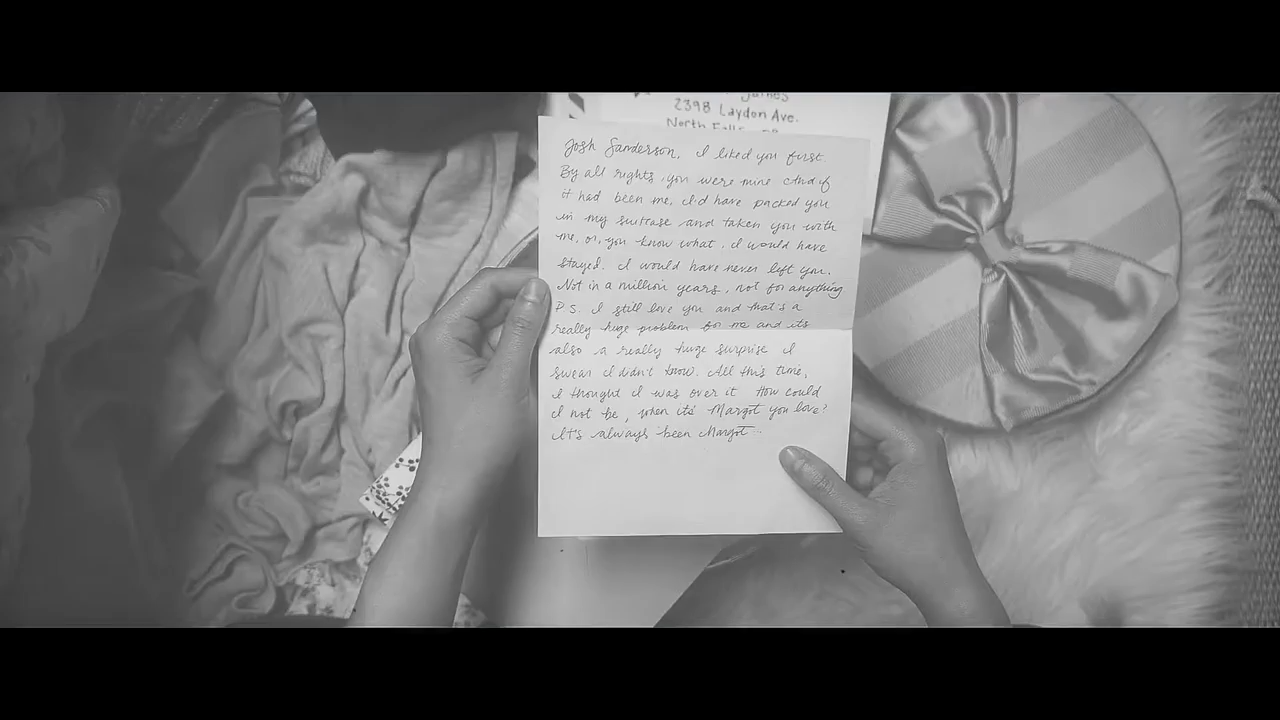 James
2398 Laydon Ave.
North
Josh Sanderson, I liked you first.
By all rights, you were mine. And if
it had been me, I'd have packed you
in my suitcase and taken you with
me, or, you know what, I would have
stayed. I would have never left you.
Not in a million years, not for anything
P.S. I still love you and that's a
really huge problem for me and its
also a really huge surprise I
swear I didn't know. All this time,
I thought I was over it How could
I not be, when its Margot you love?
It's always been Margot.